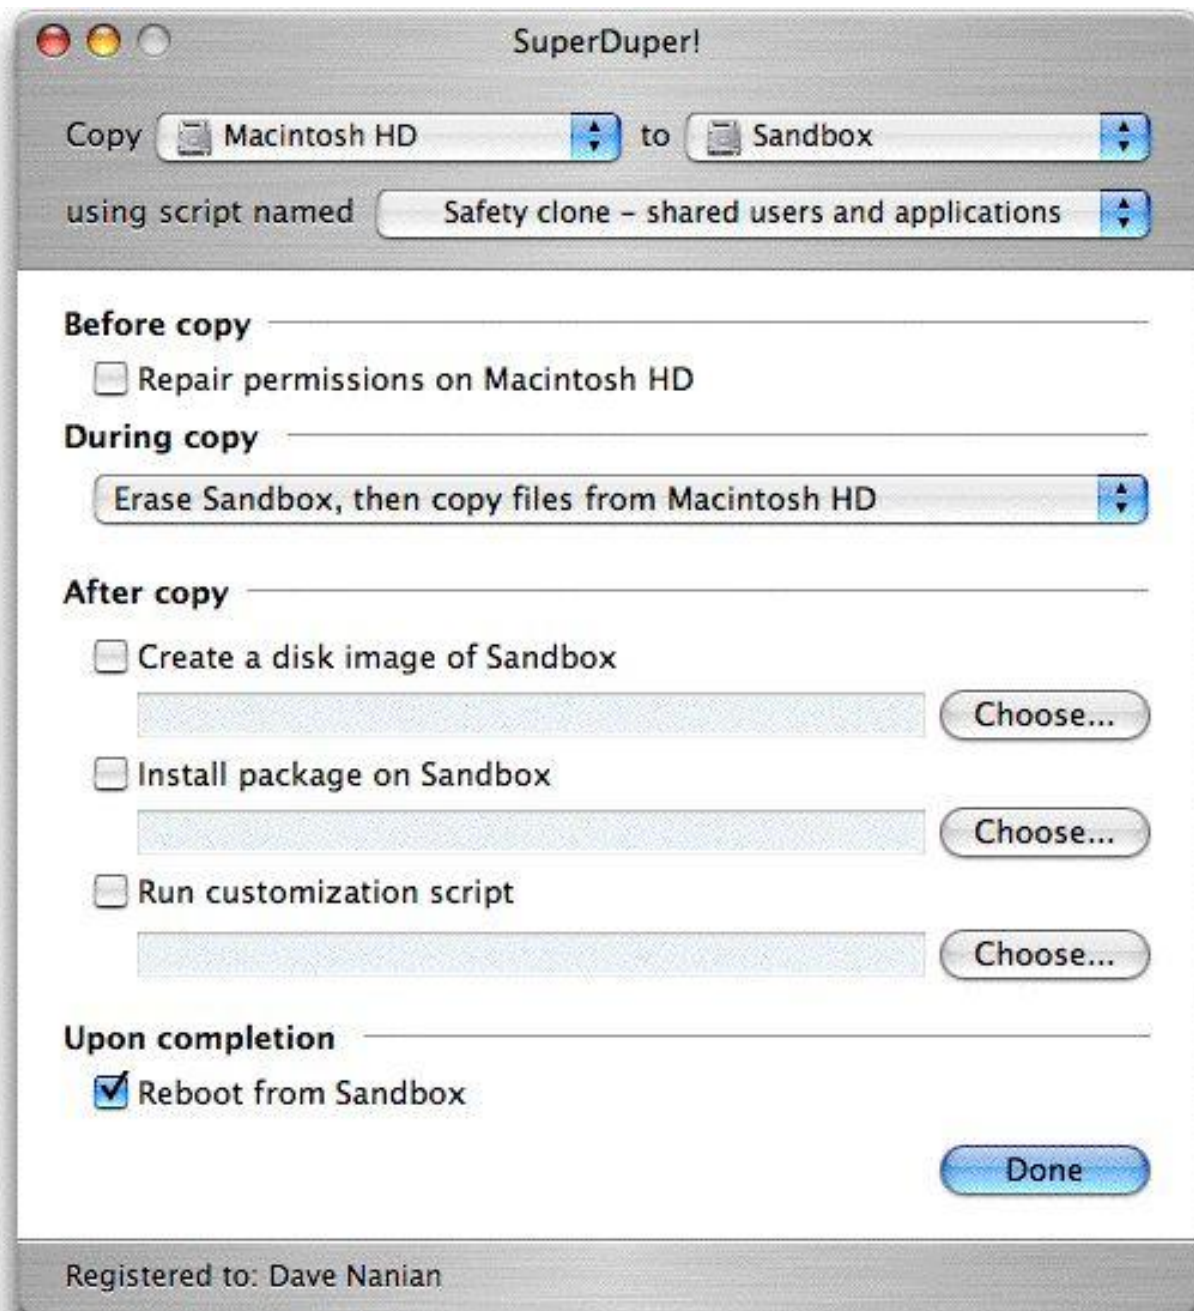 SuperDuper!
Copy Macintosh HD to Sandbox
using script named Safety clone – shared users and applications
Before copy
Repair permissions on Macintosh HD
During copy
Erase Sandbox, then copy files from Macintosh HD
After copy
Create a disk image of Sandbox
Choose...
Install package on Sandbox
Choose...
Run customization script
Choose...
Upon completion
Reboot from Sandbox
Done
Registered to: Dave Nanian